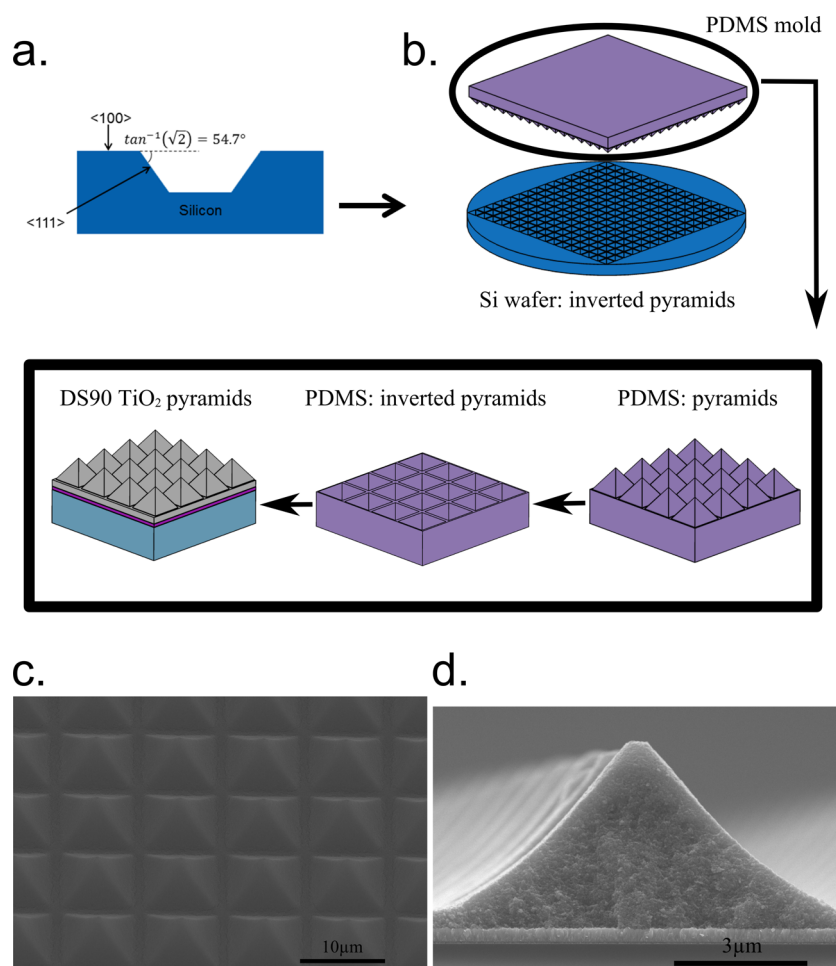 a.
<100>
tan⁻¹(√2) = 54.7°
<111>
Silicon
b.
PDMS mold
Si wafer: inverted pyramids
DS90 TiO₂ pyramids
PDMS: inverted pyramids
PDMS: pyramids
c.
10μm
d.
3μm